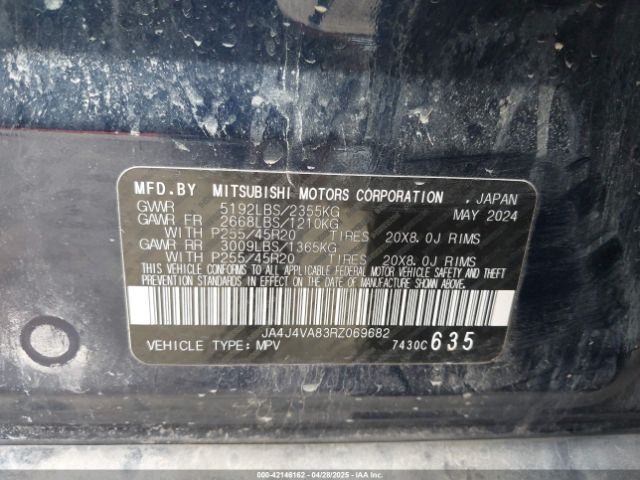 MFD.BY MITSUBISHI MOTORS CORPORATION , JAPAN
GVWR 5192LBS/2355KG MAY 2024
GAWR FR 2668LBS/1210KG
WITH P255/45R20 TIRES 20X8.0J RIMS
GAWR RR 3009LBS/1365KG
WITH P255/45R20 TIRES 20X8.0J RIMS
THIS VEHICLE CONFORMS TO ALL APPLICABLE FEDERAL MOTOR VEHICLE SAFETY AND THEFT
PREVENTION STANDARDS IN EFFECT ON THE DATE OF MANUFACTURE SHOWN ABOVE.
JA4J4VA83RZ069682
VEHICLE TYPE: MPV 7430C 635
000-42146162 - 04/28/2025 - IAAuctions